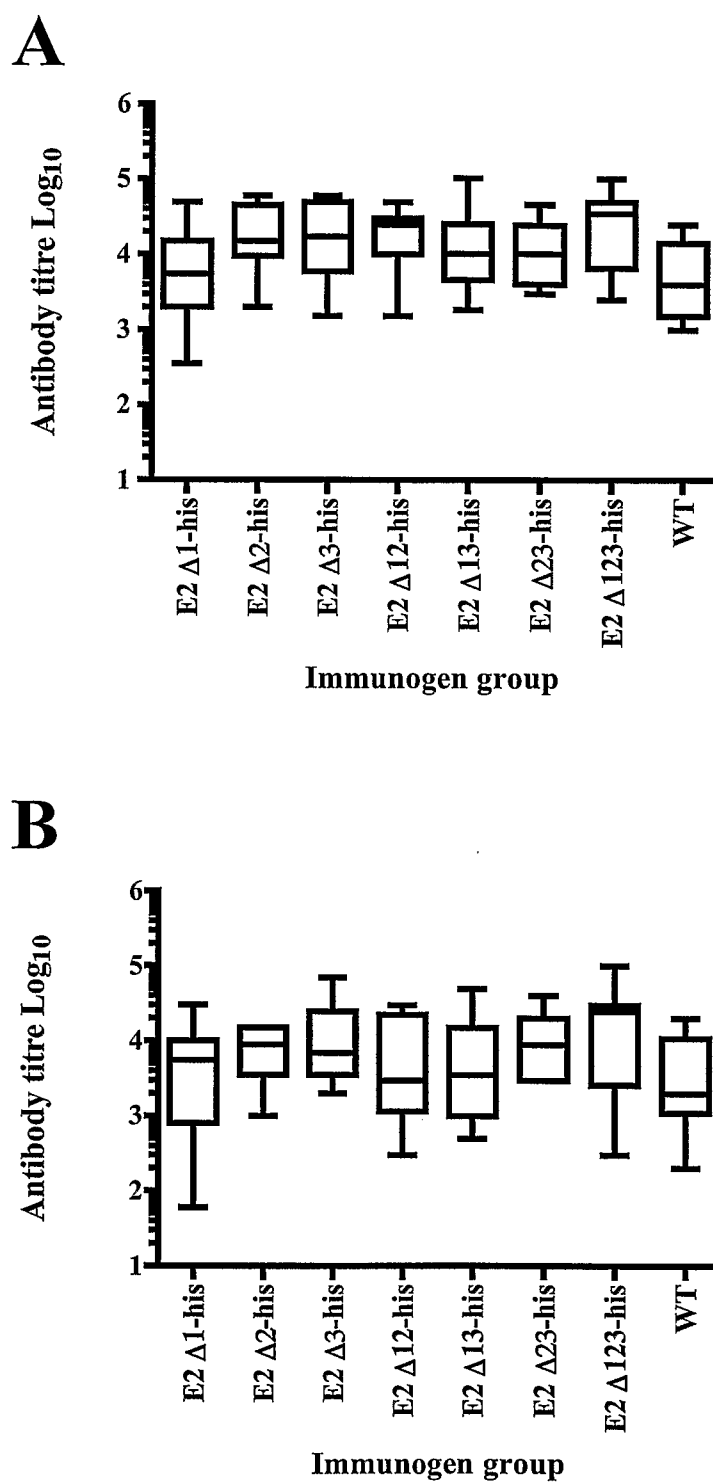 A
Antibody titre Log10
6
5
4
3
2
1
E2 Δ1-his
E2 Δ2-his
E2 Δ3-his
E2 Δ12-his
E2 Δ13-his
E2 Δ23-his
E2 Δ123-his
WT
Immunogen group
B
Antibody titre Log10
6
5
4
3
2
1
E2 Δ1-his
E2 Δ2-his
E2 Δ3-his
E2 Δ12-his
E2 Δ13-his
E2 Δ23-his
E2 Δ123-his
WT
Immunogen group